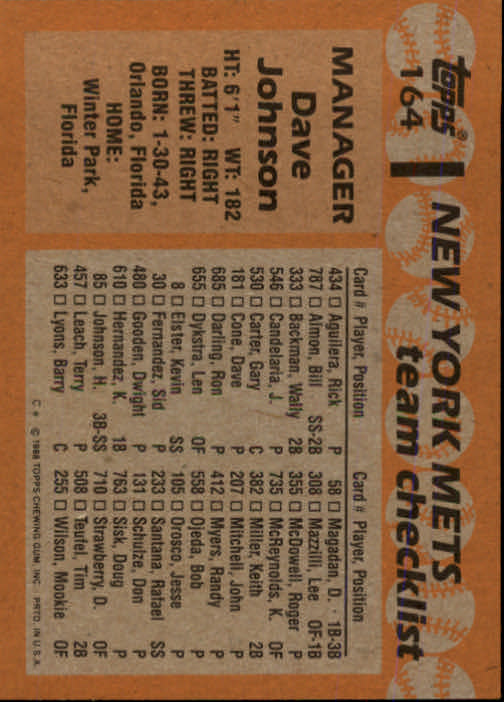 topps®
164
NEW YORK METS
team checklist
MANAGER
Dave
Johnson
HT: 6'1" WT: 182
BATTED: RIGHT
THREW: RIGHT
BORN: 1-30-43,
Orlando, Florida
HOME:
Winter Park,
Florida
Card # Player, Position
434 □ Aguilera, Rick P
787 □ Almon, Bill SS-2B
333 □ Backman, Wally 2B
546 □ Candelaria, J. P
530 □ Carter, Gary C
181 □ Cone, Dave P
685 □ Darling, Ron P
655 □ Dykstra, Len OF
8 □ Elster, Kevin SS
30 □ Fernandez, Sid P
480 □ Gooden, Dwight P
610 □ Hernandez, K. 1B
85 □ Johnson, H. 3B-SS
457 □ Leach, Terry P
633 □ Lyons, Barry C
Card # Player, Position
58 □ Magadan, D. 1B-3B
308 □ Mazzilli, Lee OF-1B
355 □ McDowell, Roger P
735 □ McReynolds, K. OF
382 □ Miller, Keith 2B
207 □ Mitchell, John P
412 □ Myers, Randy P
558 □ Ojeda, Bob P
105 □ Orosco, Jesse P
233 □ Santana, Rafael SS
131 □ Schulze, Don P
763 □ Sisk, Doug P
710 □ Strawberry, D. OF
508 □ Teufel, Tim 2B
255 □ Wilson, Mookie OF
C* © 1988 TOPPS CHEWING GUM, INC. PRTD. IN U.S.A.